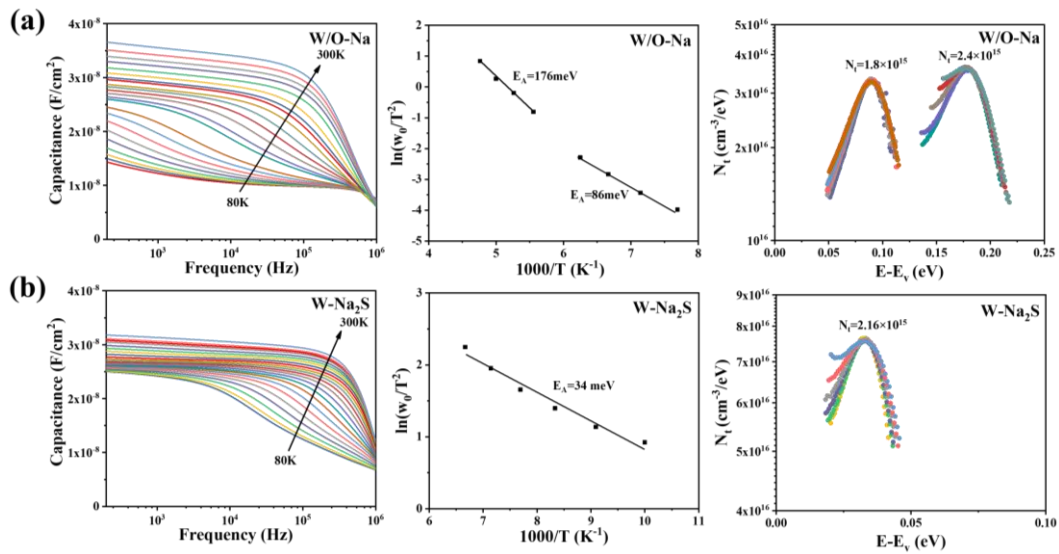 (a)
4x10⁻⁸
3x10⁻⁸
2x10⁻⁸
1x10⁻⁸
0
Capacitance (F/cm²)
W/O-Na
300K
80K
10³
10⁴
10⁵
10⁶
Frequency (Hz)
2
1
0
-1
-2
-3
-4
-5
ln(w₀/T²)
W/O-Na
E_A=176meV
E_A=86meV
4
5
6
7
8
1000/T (K⁻¹)
5x10¹⁶
4x10¹⁶
3x10¹⁶
2x10¹⁶
10¹⁶
N_t (cm⁻³/eV)
W/O-Na
N_t=1.8×10¹⁵
N_t=2.4×10¹⁵
0.00
0.05
0.10
0.15
0.20
0.25
E-E_v (eV)
(b)
4x10⁻⁸
3x10⁻⁸
2x10⁻⁸
1x10⁻⁸
0
Capacitance (F/cm²)
W-Na₂S
300K
80K
10³
10⁴
10⁵
10⁶
Frequency (Hz)
3
2
1
0
ln(w₀/T²)
W-Na₂S
E_A=34 meV
6
7
8
9
10
11
1000/T (K⁻¹)
9x10¹⁶
8x10¹⁶
7x10¹⁶
6x10¹⁶
5x10¹⁶
4x10¹⁶
N_t (cm⁻³/eV)
W-Na₂S
N_t=2.16×10¹⁵
0.00
0.05
0.10
E-E_v (eV)